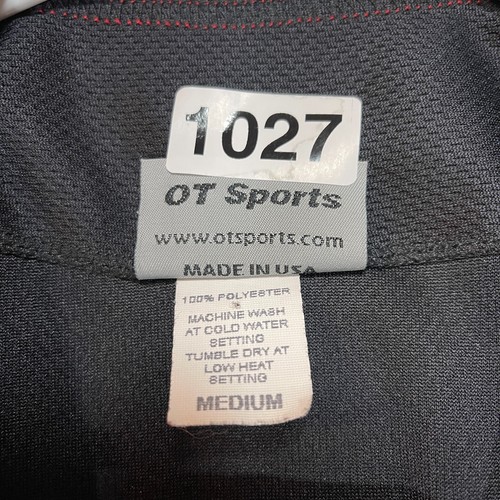 1027
OT Sports
www.otsports.com
MADE IN USA
100% POLYESTER
MACHINE WASH
AT COLD WATER
SETTING
TUMBLE DRY AT
LOW HEAT
SETTING
MEDIUM